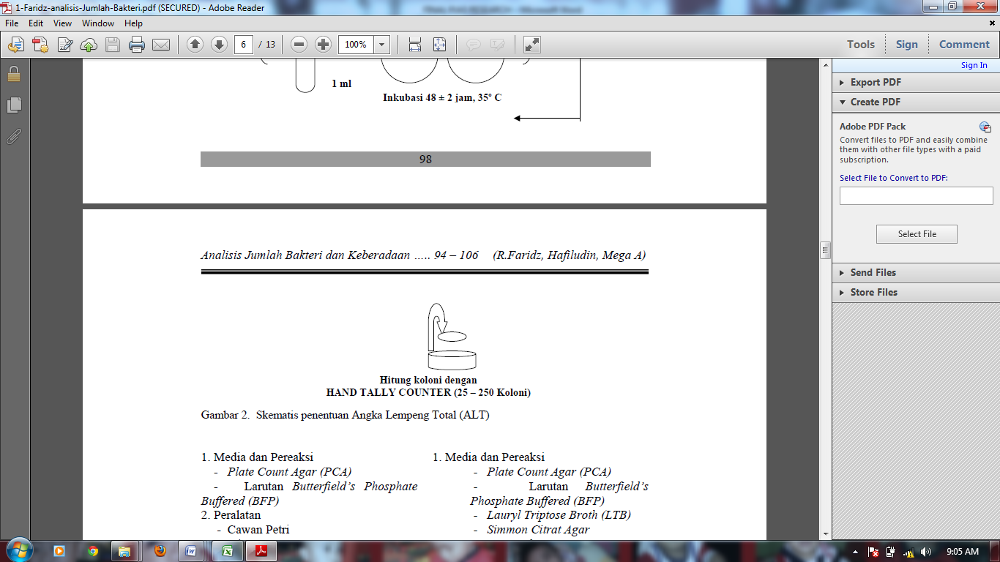 1-Faridz-analisis-Jumlah-Bakteri.pdf (SECURED) - Adobe Reader
File Edit View Window Help
6 / 13 100% Tools Sign Comment
Sign In
Export PDF
Create PDF
Adobe PDF Pack
Convert files to PDF and easily combine
them with other file types with a paid
subscription.
Select File to Convert to PDF:
Select File
Send Files
Store Files
1 ml
Inkubasi 48 ± 2 jam, 35º C
98
Analisis Jumlah Bakteri dan Keberadaan ….. 94 – 106 (R.Faridz, Hafiludin, Mega A)
Hitung koloni dengan
HAND TALLY COUNTER (25 – 250 Koloni)
Gambar 2. Skematis penentuan Angka Lempeng Total (ALT)
1. Media dan Pereaksi
- Plate Count Agar (PCA)
- Larutan Butterfield’s Phosphate
Buffered (BFP)
2. Peralatan
- Cawan Petri
1. Media dan Pereaksi
- Plate Count Agar (PCA)
- Larutan Butterfield’s
Phosphate Buffered (BFP)
- Lauryl Triptose Broth (LTB)
- Simmon Citrat Agar
9:05 AM